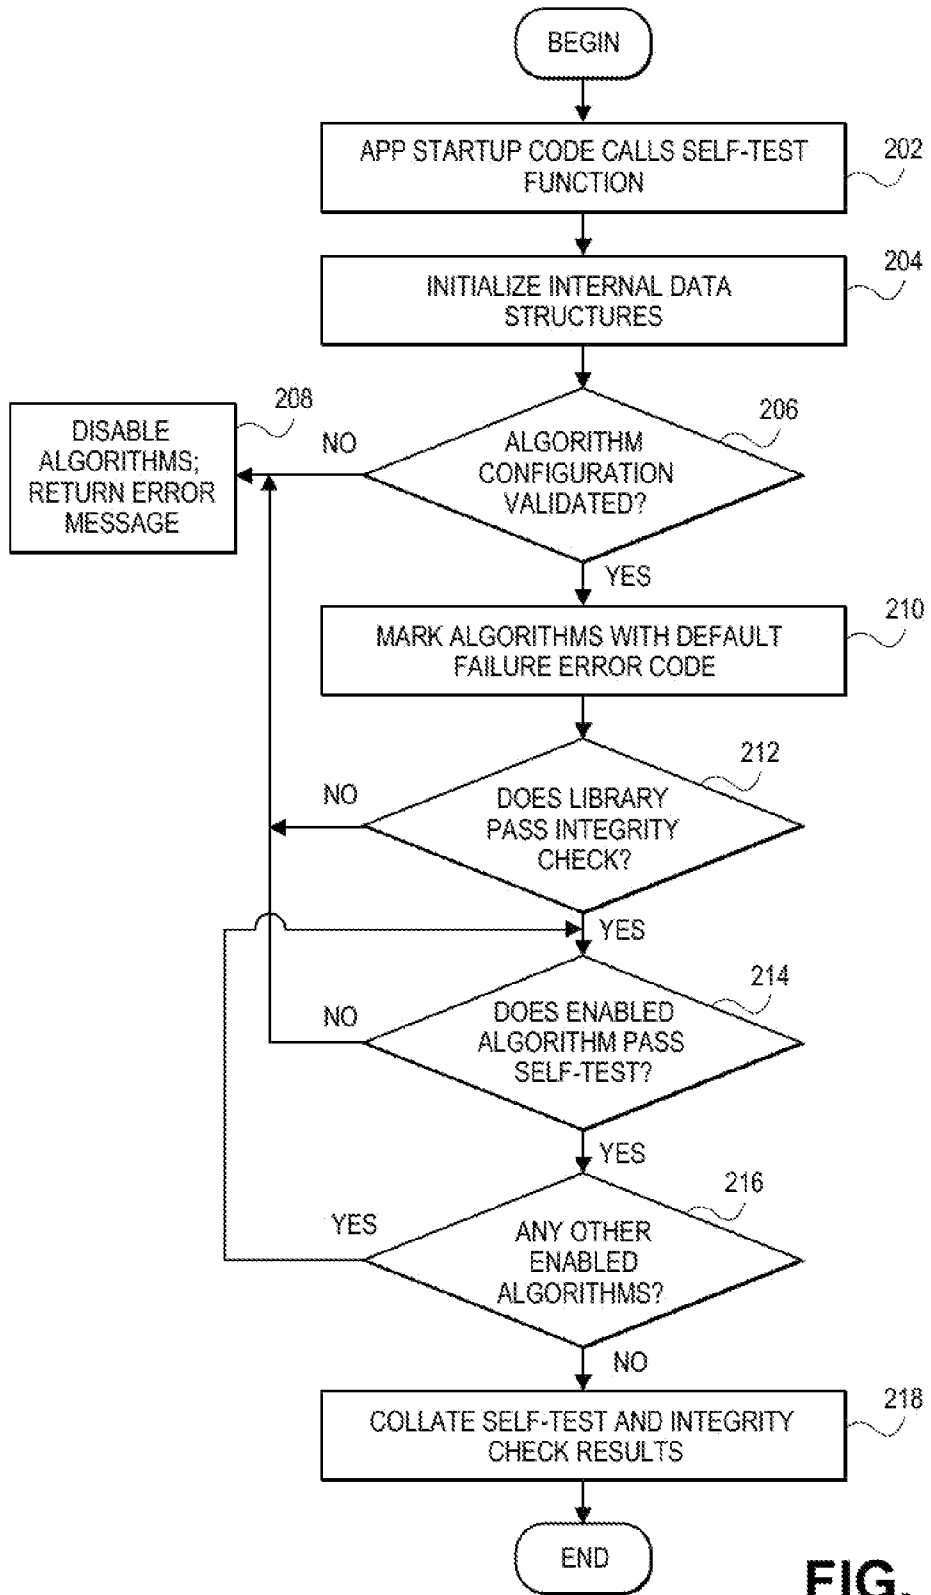 BEGIN
APP STARTUP CODE CALLS SELF-TEST
FUNCTION
202
INITIALIZE INTERNAL DATA
STRUCTURES
204
DISABLE
ALGORITHMS;
RETURN ERROR
MESSAGE
208
NO
ALGORITHM
CONFIGURATION
VALIDATED?
206
YES
MARK ALGORITHMS WITH DEFAULT
FAILURE ERROR CODE
210
NO
DOES LIBRARY
PASS INTEGRITY
CHECK?
212
YES
NO
DOES ENABLED
ALGORITHM PASS
SELF-TEST?
214
YES
YES
ANY OTHER
ENABLED
ALGORITHMS?
216
NO
COLLATE SELF-TEST AND INTEGRITY
CHECK RESULTS
218
END
FIG.